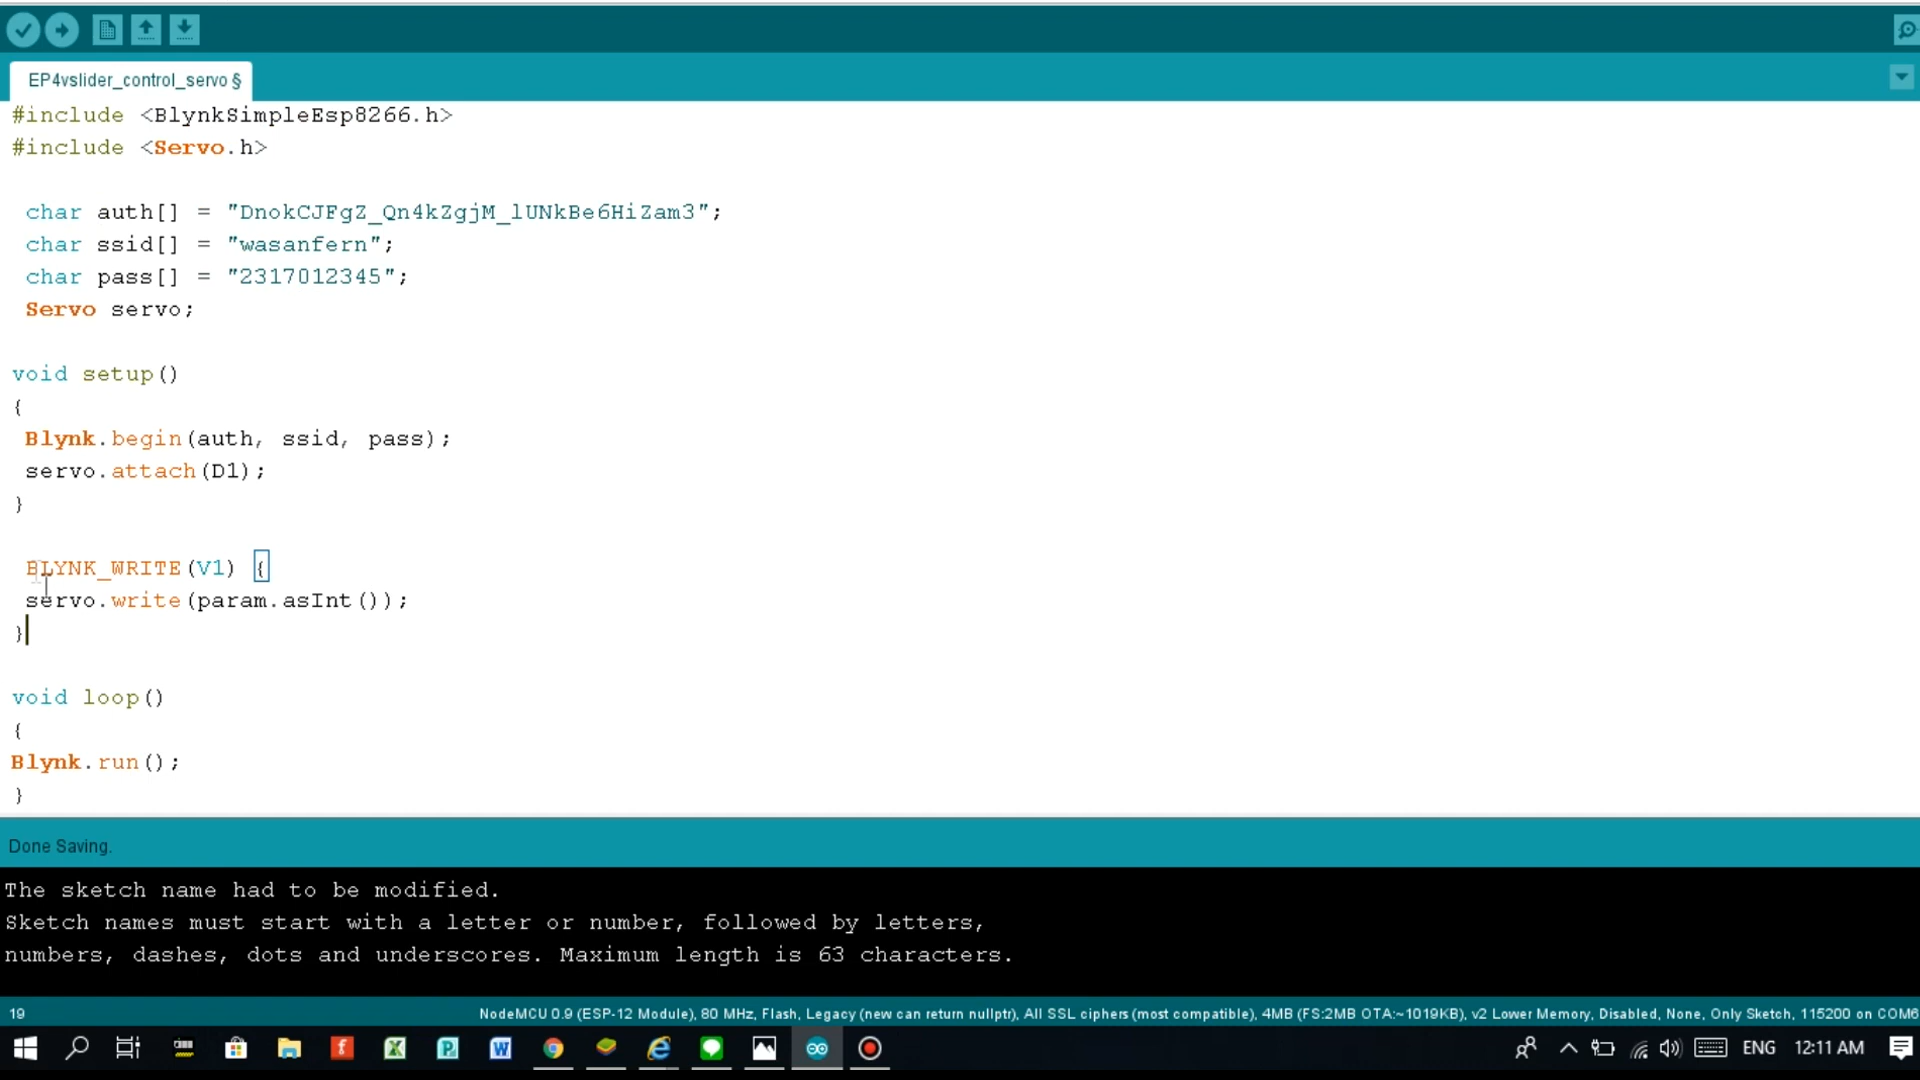 EP4vslider_control_servo §
#include <BlynkSimpleEsp8266.h>
#include <Servo.h>
char auth[] = "DnokCJFgZ_Qn4kZgjM_lUNkBe6HiZam3";
char ssid[] = "wasanfern";
char pass[] = "2317012345";
Servo servo;
void setup()
{
Blynk.begin(auth, ssid, pass);
servo.attach(D1);
}
BLYNK_WRITE(V1) {
servo.write(param.asInt());
}
void loop()
{
Blynk.run();
}
Done Saving.
The sketch name had to be modified.
Sketch names must start with a letter or number, followed by letters,
numbers, dashes, dots and underscores. Maximum length is 63 characters.
19 NodeMCU 0.9 (ESP-12 Module), 80 MHz, Flash, Legacy (new can return nullptr), All SSL ciphers (most compatible), 4MB (FS:2MB OTA:~1019KB), v2 Lower Memory, Disabled, None, Only Sketch, 115200 on COM6
ENG 12:11 AM